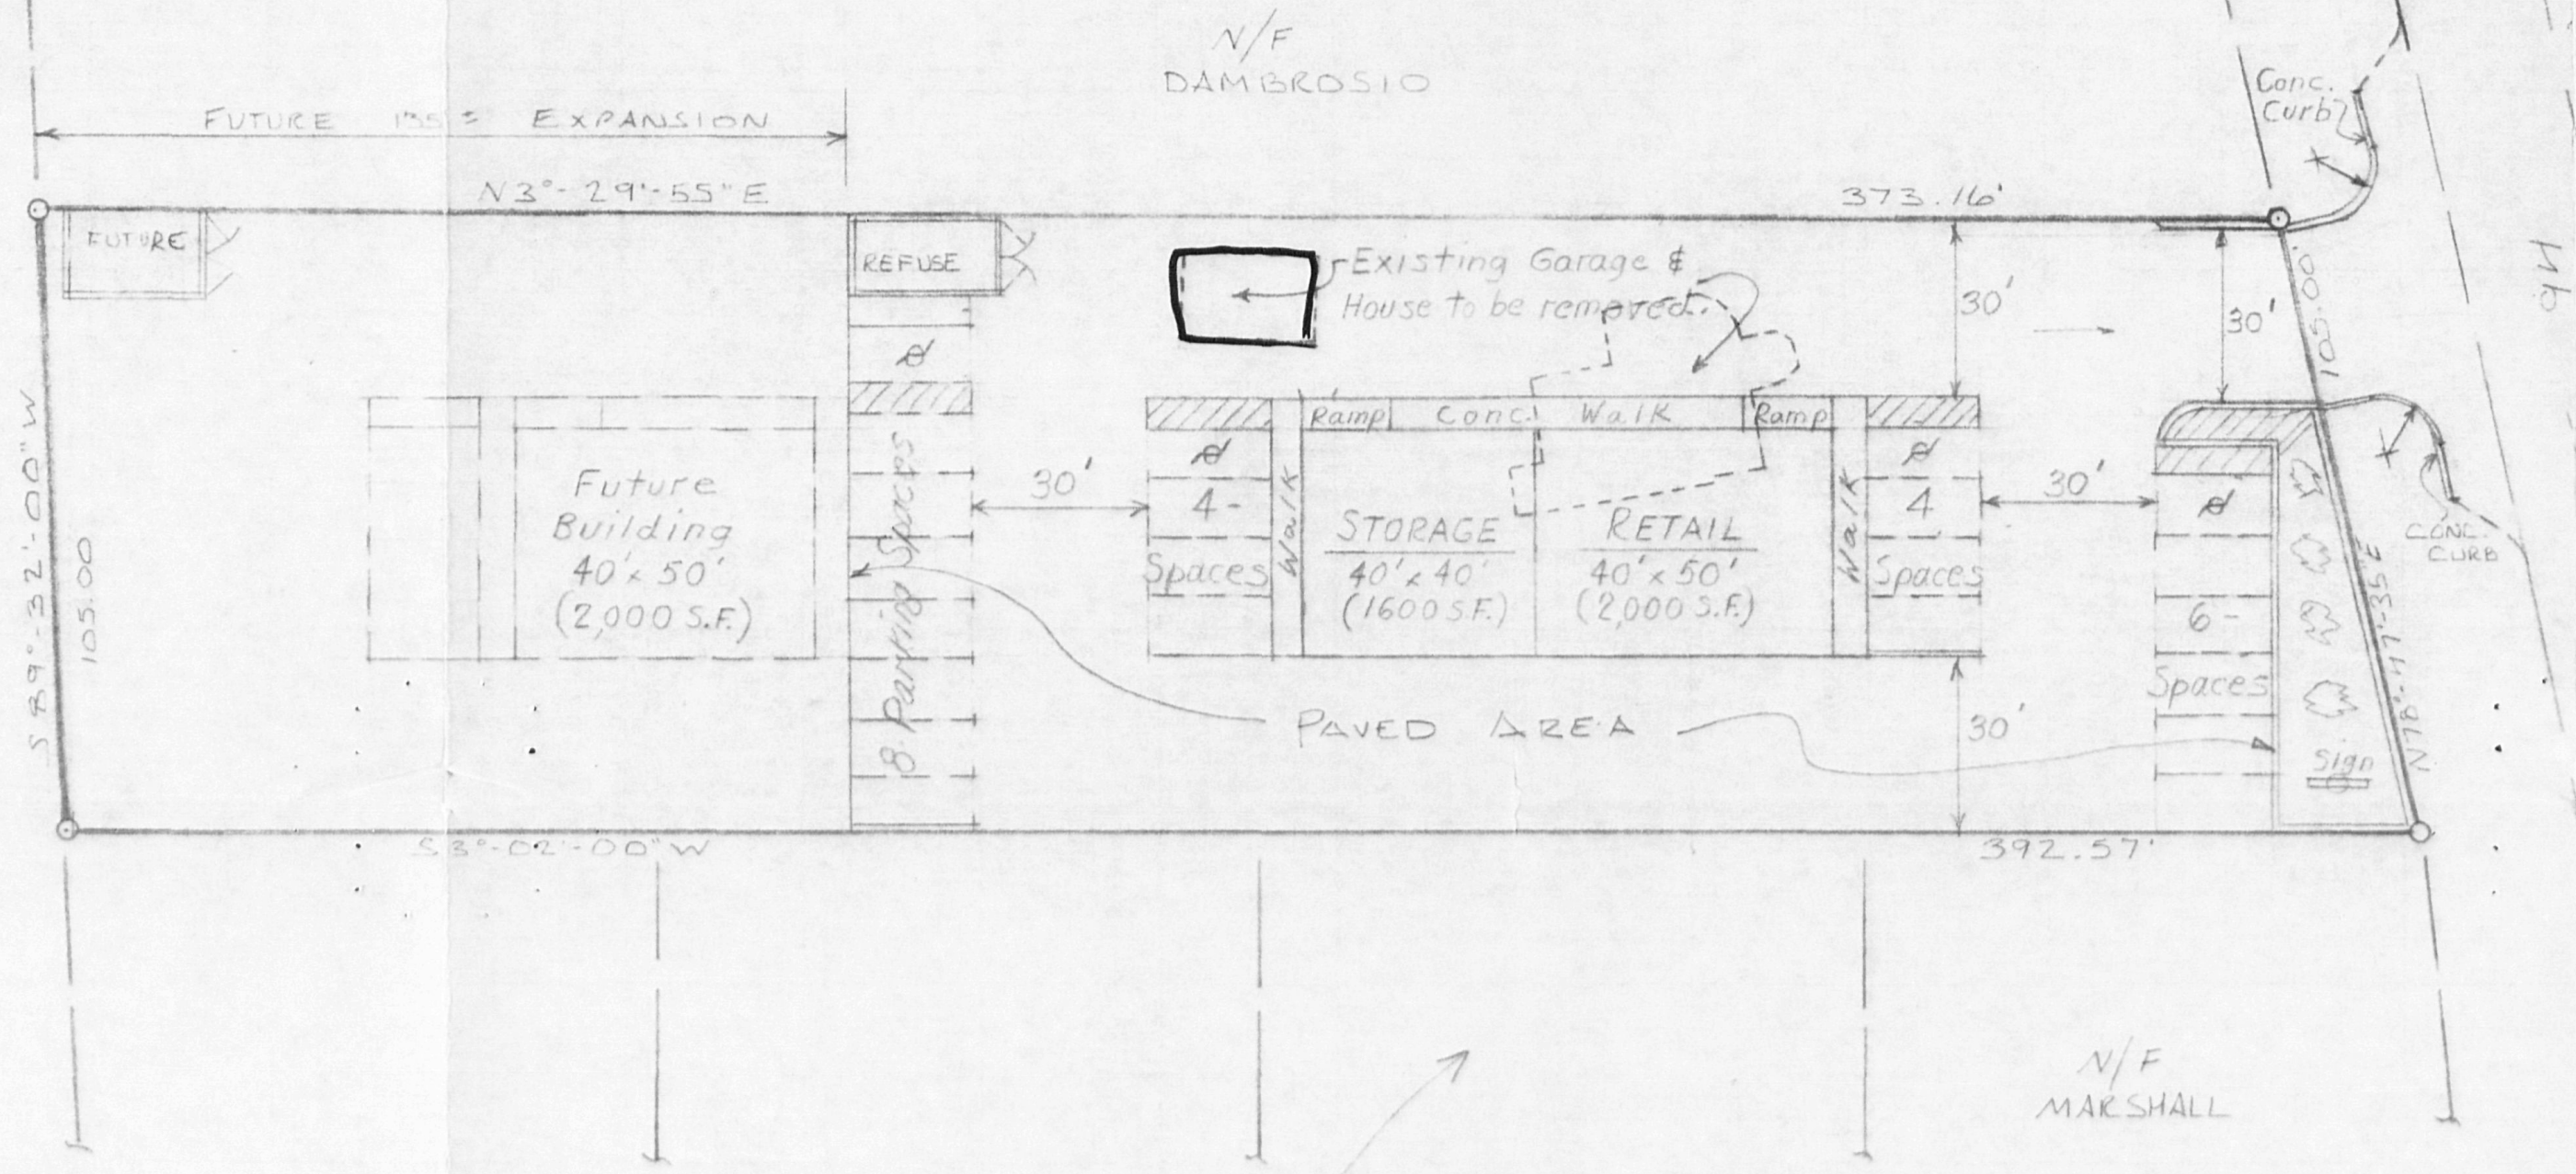 N/F
DAMBROSIO
Conc.
Curb
FUTURE 135± EXPANSION
N3°-29'-55"E
373.16'
FUTURE
REFUSE
Existing Garage &
House to be removed.
30'
30'
105.00'
Ramp
Conc. Walk
Ramp
S89°-32'-00"W
105.00
Future
Building
40' x 50'
(2,000 S.F.)
8 Parking Spaces
30'
4-
Spaces
Walk
STORAGE
40' x 40'
(1600 S.F.)
RETAIL
40' x 50'
(2,000 S.F.)
Walk
4
Spaces
30'
6-
Spaces
CONC.
CURB
N78°-47'-35"E
PAVED AREA
30'
Sign
S3°-02'-00"W
392.57'
N/F
MARSHALL